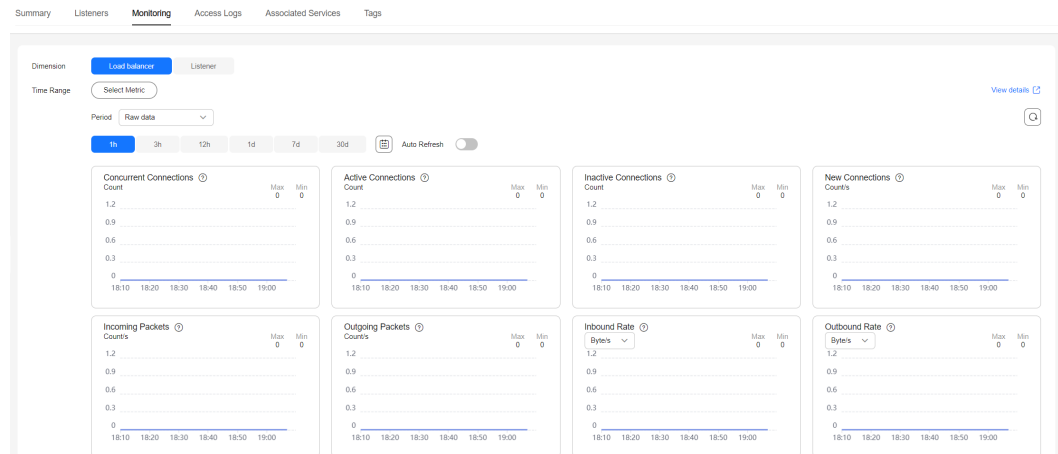 Summary Listeners Monitoring Access Logs Associated Services Tags
Dimension Load balancer Listener
Time Range Select Metric View details
Period Raw data
1h 3h 12h 1d 7d 30d Auto Refresh
Concurrent Connections
Count Max Min
0 0
1.2
0.9
0.6
0.3
0
18:10 18:20 18:30 18:40 18:50 19:00
Active Connections
Count Max Min
0 0
1.2
0.9
0.6
0.3
0
18:10 18:20 18:30 18:40 18:50 19:00
Inactive Connections
Count Max Min
0 0
1.2
0.9
0.6
0.3
0
18:10 18:20 18:30 18:40 18:50 19:00
New Connections
Count/s Max Min
0 0
1.2
0.9
0.6
0.3
0
18:10 18:20 18:30 18:40 18:50 19:00
Incoming Packets
Count/s Max Min
0 0
1.2
0.9
0.6
0.3
0
18:10 18:20 18:30 18:40 18:50 19:00
Outgoing Packets
Count/s Max Min
0 0
1.2
0.9
0.6
0.3
0
18:10 18:20 18:30 18:40 18:50 19:00
Inbound Rate
Byte/s Max Min
0 0
1.2
0.9
0.6
0.3
0
18:10 18:20 18:30 18:40 18:50 19:00
Outbound Rate
Byte/s Max Min
0 0
1.2
0.9
0.6
0.3
0
18:10 18:20 18:30 18:40 18:50 19:00